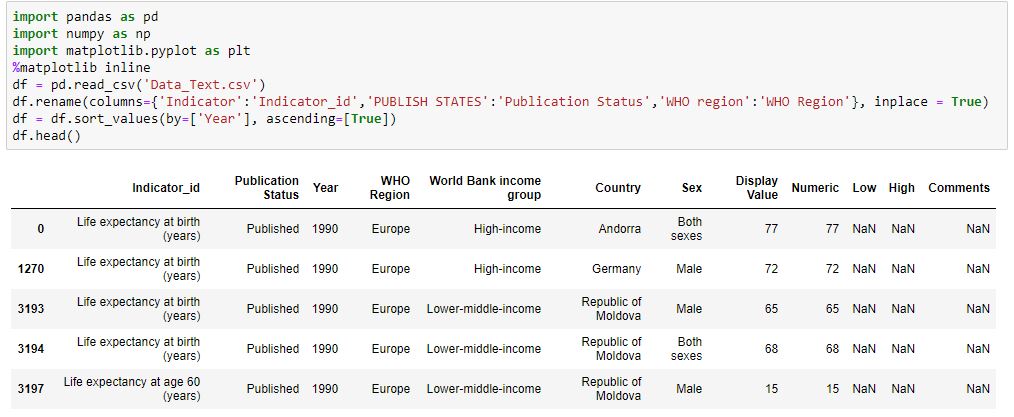 import pandas as pd
import numpy as np
import matplotlib.pyplot as plt
%matplotlib inline
df = pd.read_csv('Data_Text.csv')
df.rename(columns={'Indicator':'Indicator_id','PUBLISH STATES':'Publication Status','WHO region':'WHO Region'}, inplace = True)
df = df.sort_values(by=['Year'], ascending=[True])
df.head()
Indicator_id Publication Status Year WHO Region World Bank income group Country Sex Display Value Numeric Low High Comments
0 Life expectancy at birth (years) Published 1990 Europe High-income Andorra Both sexes 77 77 NaN NaN NaN
1270 Life expectancy at birth (years) Published 1990 Europe High-income Germany Male 72 72 NaN NaN NaN
3193 Life expectancy at birth (years) Published 1990 Europe Lower-middle-income Republic of Moldova Male 65 65 NaN NaN NaN
3194 Life expectancy at birth (years) Published 1990 Europe Lower-middle-income Republic of Moldova Both sexes 68 68 NaN NaN NaN
3197 Life expectancy at age 60 (years) Published 1990 Europe Lower-middle-income Republic of Moldova Male 15 15 NaN NaN NaN